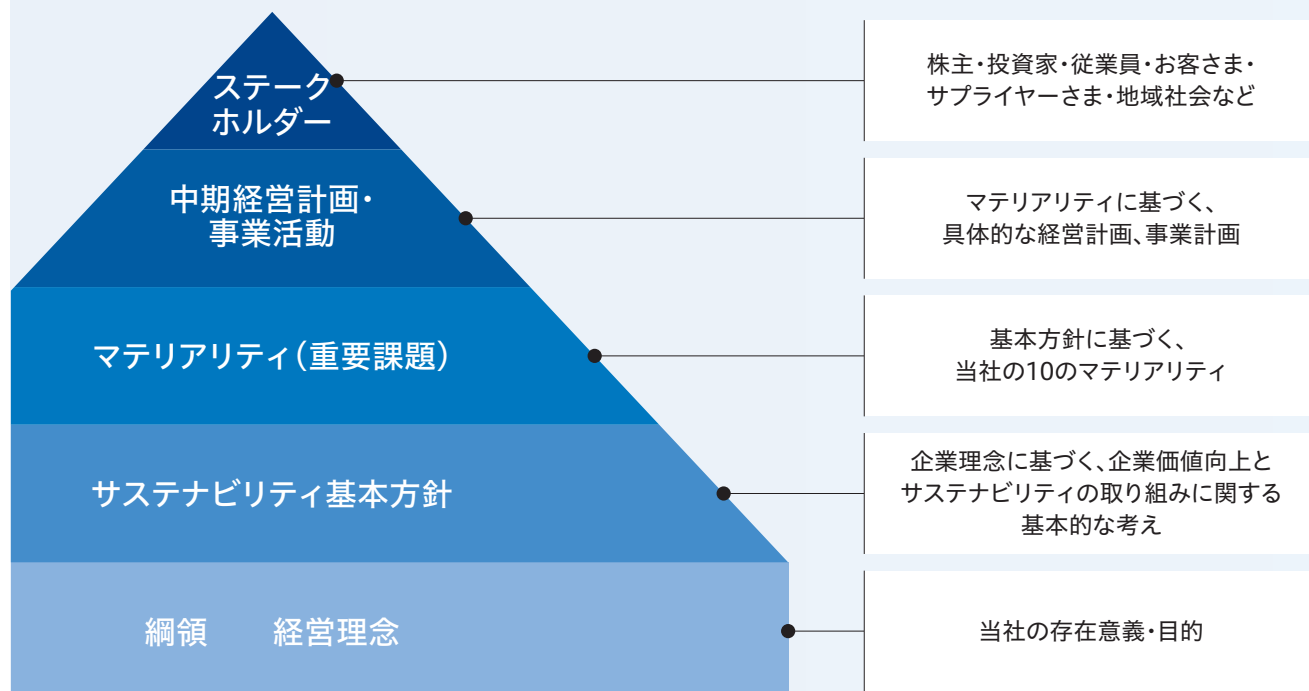 ステーク
ホルダー
株主・投資家・従業員・お客さま・
サプライヤーさま・地域社会など
中期経営計画・
事業活動
マテリアリティに基づく、
具体的な経営計画、事業計画
マテリアリティ（重要課題）
基本方針に基づく、
当社の10のマテリアリティ
サステナビリティ基本方針
企業理念に基づく、企業価値向上と
サステナビリティの取り組みに関する
基本的な考え
綱領　経営理念
当社の存在意義・目的